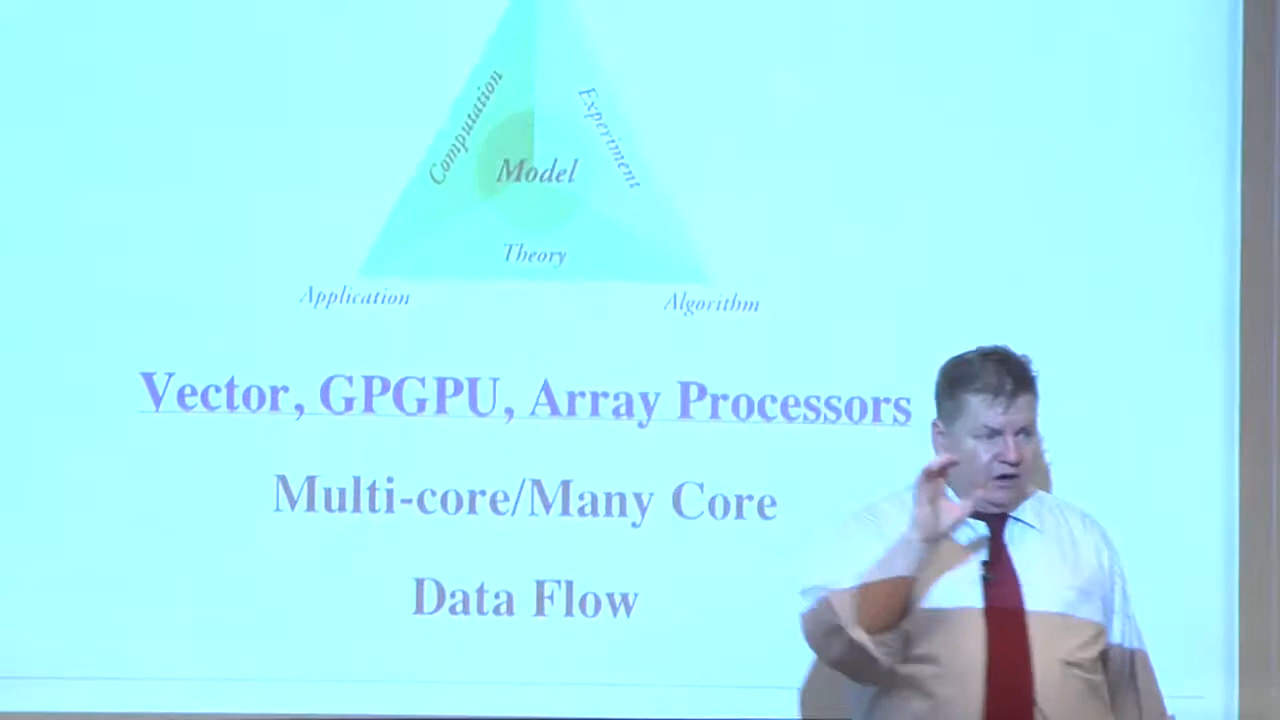 Computation
Experiment
Model
Theory
Application
Algorithm
Vector, GPGPU, Array Processors
Multi-core/Many Core
Data Flow